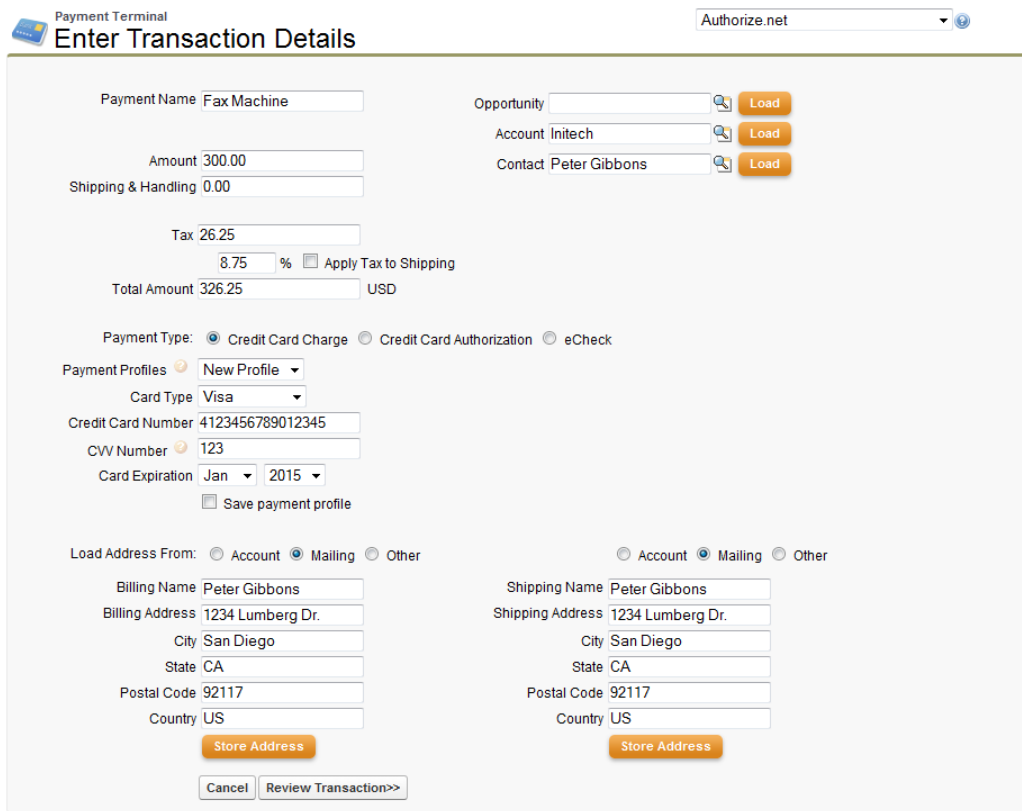 Payment Terminal
Enter Transaction Details
Authorize.net
Payment Name Fax Machine
Opportunity Load
Account Initech Load
Amount 300.00
Contact Peter Gibbons Load
Shipping & Handling 0.00
Tax 26.25
8.75 % Apply Tax to Shipping
Total Amount 326.25 USD
Payment Type: Credit Card Charge Credit Card Authorization eCheck
Payment Profiles ? New Profile
Card Type Visa
Credit Card Number 4123456789012345
CVV Number ? 123
Card Expiration Jan 2015
Save payment profile
Load Address From: Account Mailing Other
Account Mailing Other
Billing Name Peter Gibbons
Shipping Name Peter Gibbons
Billing Address 1234 Lumberg Dr.
Shipping Address 1234 Lumberg Dr.
City San Diego
City San Diego
State CA
State CA
Postal Code 92117
Postal Code 92117
Country US
Country US
Store Address
Store Address
Cancel Review Transaction>>